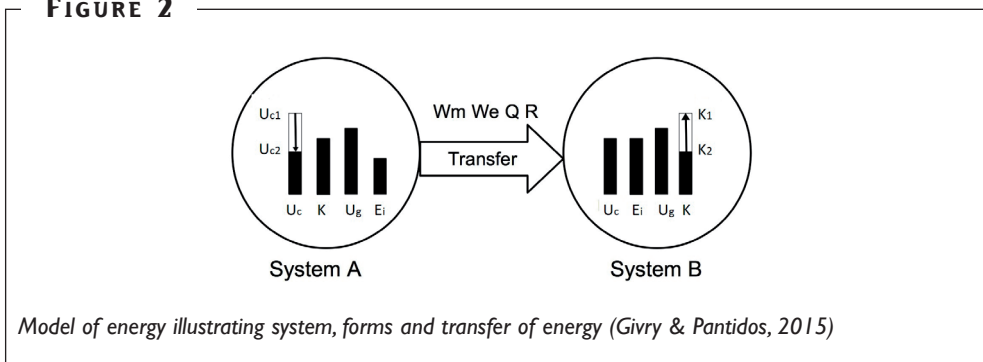 FIGURE 2
Wm We Q R
Transfer
Uc1
Uc2
Uc K Ug Ei
System A
K1
K2
Uc Ei Ug K
System B
Model of energy illustrating system, forms and transfer of energy (Givry & Pantidos, 2015)